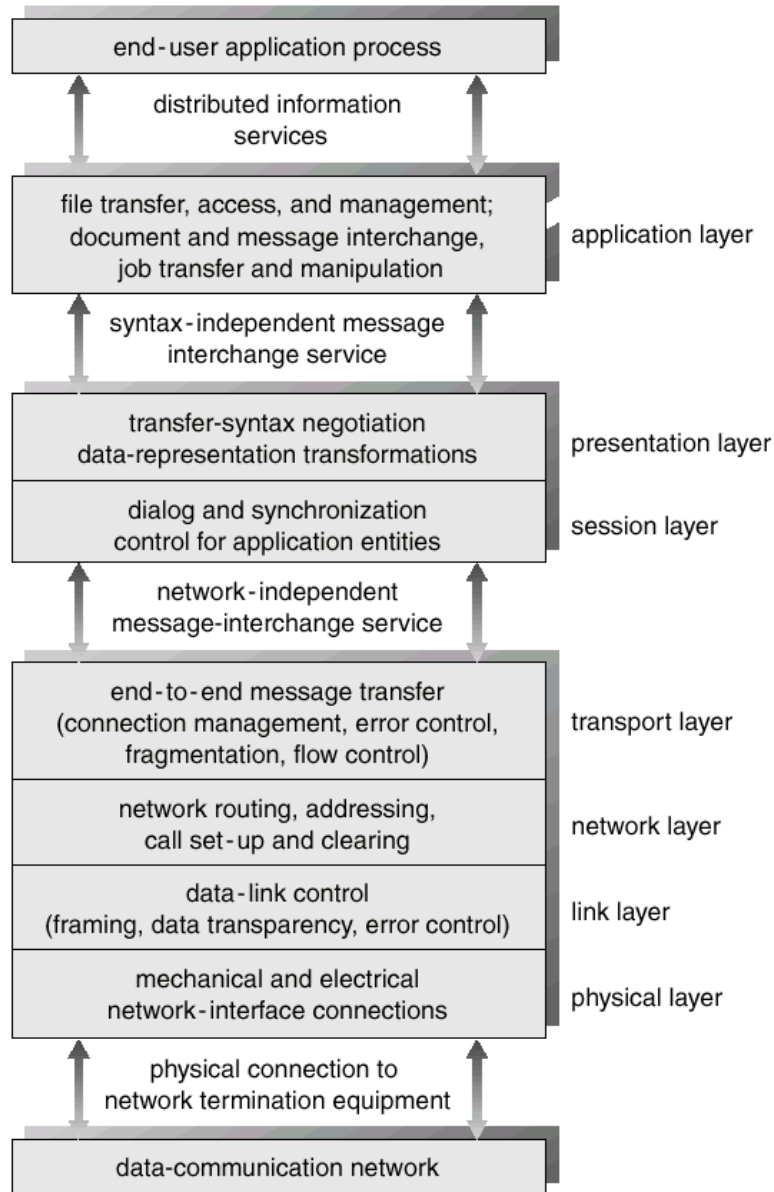 end-user application process
distributed information
services
file transfer, access, and management;
document and message interchange,
job transfer and manipulation
application layer
syntax-independent message
interchange service
transfer-syntax negotiation
data-representation transformations
presentation layer
dialog and synchronization
control for application entities
session layer
network-independent
message-interchange service
end-to-end message transfer
(connection management, error control,
fragmentation, flow control)
transport layer
network routing, addressing,
call set-up and clearing
network layer
data-link control
(framing, data transparency, error control)
link layer
mechanical and electrical
network-interface connections
physical layer
physical connection to
network termination equipment
data-communication network